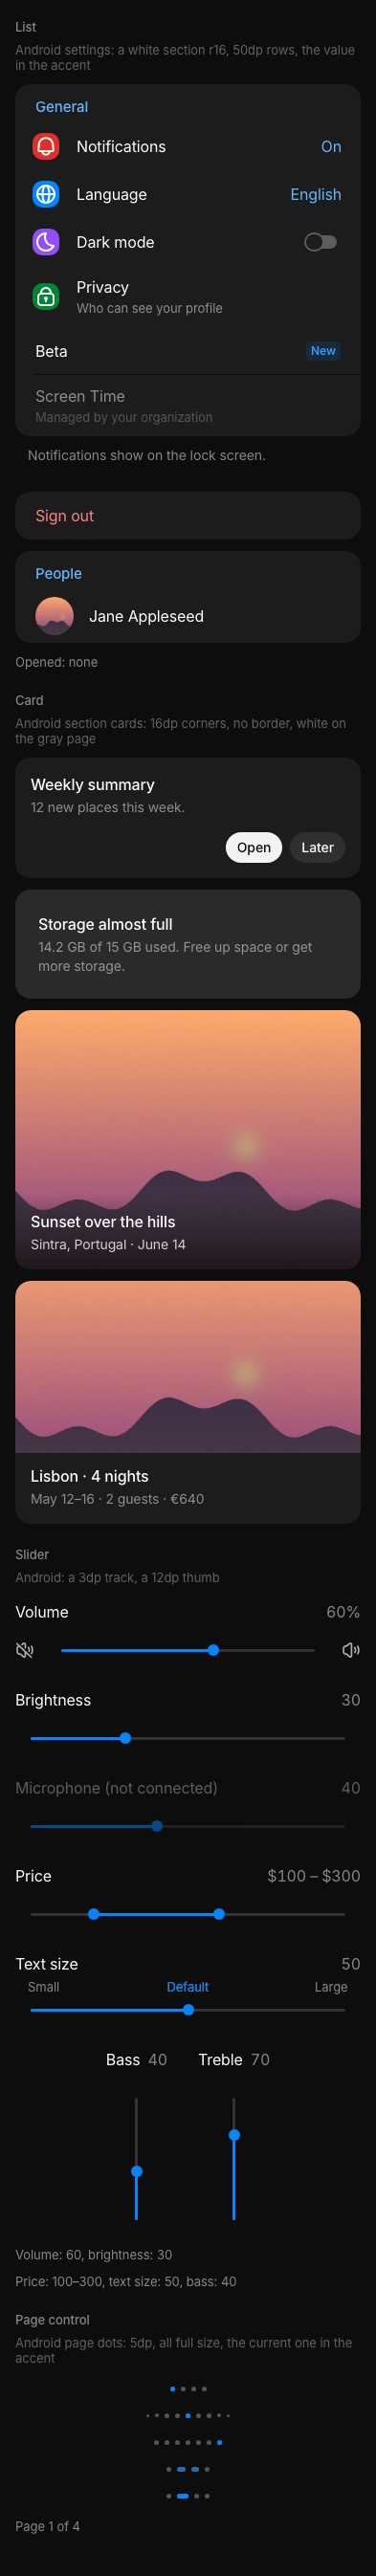 List
Android settings: a white section r16, 50dp rows, the value
in the accent
General
Notifications On
Language English
Dark mode
Privacy
Who can see your profile
Beta New
Screen Time
Managed by your organization
Notifications show on the lock screen.
Sign out
People
Jane Appleseed
Opened: none
Card
Android section cards: 16dp corners, no border, white on
the gray page
Weekly summary
12 new places this week.
Open Later
Storage almost full
14.2 GB of 15 GB used. Free up space or get
more storage.
Sunset over the hills
Sintra, Portugal · June 14
Lisbon · 4 nights
May 12–16 · 2 guests · €640
Slider
Android: a 3dp track, a 12dp thumb
Volume 60%
Brightness 30
Microphone (not connected) 40
Price $100 – $300
Text size 50
Small Default Large
Bass 40 Treble 70
Volume: 60, brightness: 30
Price: 100–300, text size: 50, bass: 40
Page control
Android page dots: 5dp, all full size, the current one in the
accent
Page 1 of 4